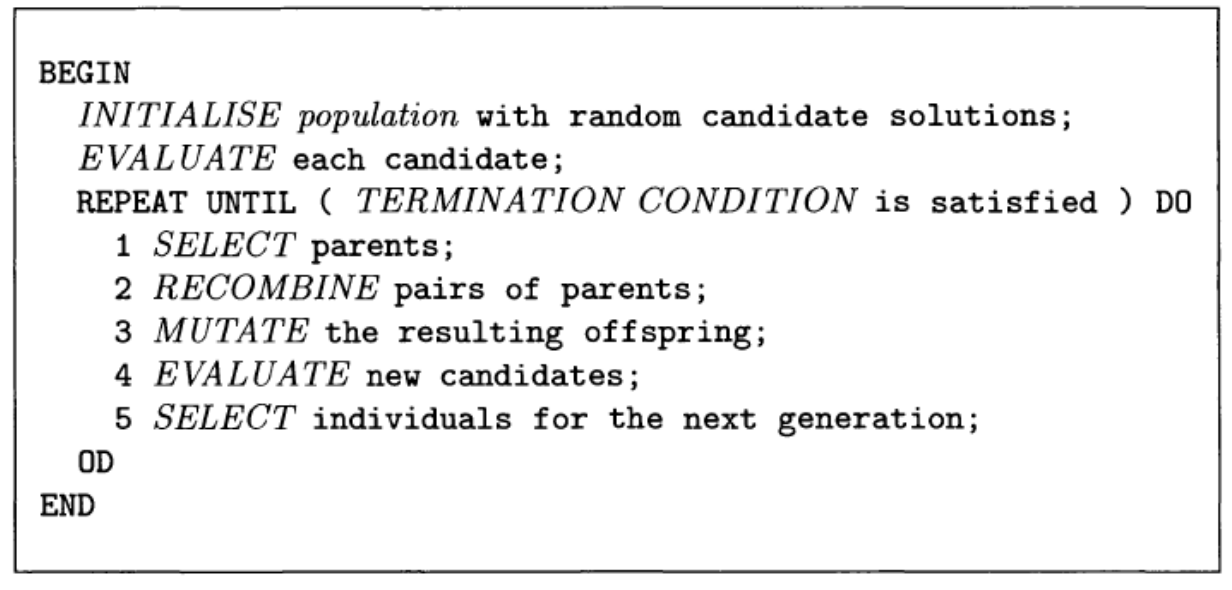 BEGIN
INITIALISE population with random candidate solutions;
EVALUATE each candidate;
REPEAT UNTIL ( TERMINATION CONDITION is satisfied ) DO
1 SELECT parents;
2 RECOMBINE pairs of parents;
3 MUTATE the resulting offspring;
4 EVALUATE new candidates;
5 SELECT individuals for the next generation;
OD
END